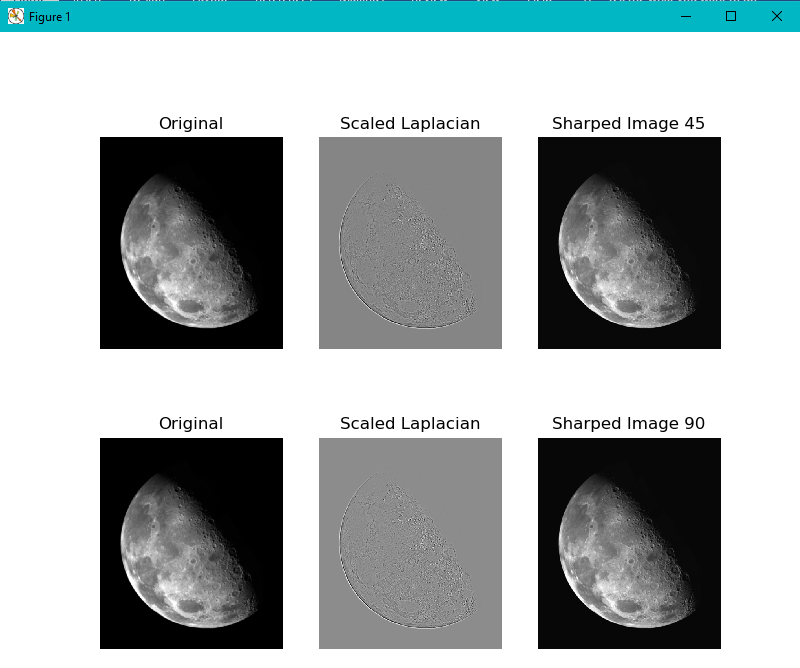 Figure 1
Original Scaled Laplacian Sharped Image 45
Original Scaled Laplacian Sharped Image 90